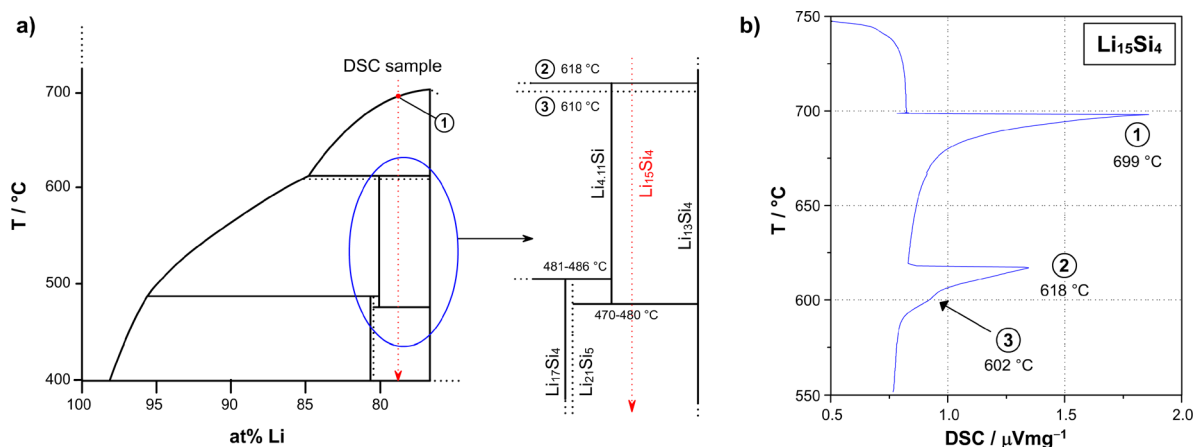 a)
DSC sample
T / °C
700
600
500
400
100
95
90
85
80
at% Li
1
2 618 °C
3 610 °C
Li₄.₁₁Si
Li₁₅Si₄
Li₁₃Si₄
481-486 °C
470-480 °C
Li₁₇Si₄
Li₂₁Si₅
b)
Li₁₅Si₄
T / °C
750
700
650
600
550
1
699 °C
2
618 °C
3
602 °C
0.5
1.0
1.5
2.0
DSC / µVmg⁻¹